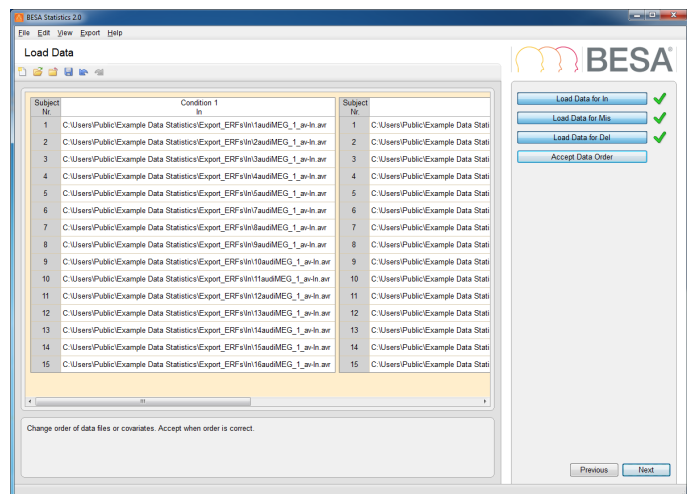 BESA Statistics 2.0
File Edit View Export Help
Load Data
BESA
Subject Nr. Condition 1 In Subject Nr.
1 C:\Users\Public\Example Data Statistics\Export_ERFs\In\1audiMEG_1_av-In.avr 1 C:\Users\Public\Example Data Stati
2 C:\Users\Public\Example Data Statistics\Export_ERFs\In\2audiMEG_1_av-In.avr 2 C:\Users\Public\Example Data Stati
3 C:\Users\Public\Example Data Statistics\Export_ERFs\In\3audiMEG_1_av-In.avr 3 C:\Users\Public\Example Data Stati
4 C:\Users\Public\Example Data Statistics\Export_ERFs\In\4audiMEG_1_av-In.avr 4 C:\Users\Public\Example Data Stati
5 C:\Users\Public\Example Data Statistics\Export_ERFs\In\5audiMEG_1_av-In.avr 5 C:\Users\Public\Example Data Stati
6 C:\Users\Public\Example Data Statistics\Export_ERFs\In\7audiMEG_1_av-In.avr 6 C:\Users\Public\Example Data Stati
7 C:\Users\Public\Example Data Statistics\Export_ERFs\In\8audiMEG_1_av-In.avr 7 C:\Users\Public\Example Data Stati
8 C:\Users\Public\Example Data Statistics\Export_ERFs\In\9audiMEG_1_av-In.avr 8 C:\Users\Public\Example Data Stati
9 C:\Users\Public\Example Data Statistics\Export_ERFs\In\10audiMEG_1_av-In.avr 9 C:\Users\Public\Example Data Stati
10 C:\Users\Public\Example Data Statistics\Export_ERFs\In\11audiMEG_1_av-In.avr 10 C:\Users\Public\Example Data Stati
11 C:\Users\Public\Example Data Statistics\Export_ERFs\In\12audiMEG_1_av-In.avr 11 C:\Users\Public\Example Data Stati
12 C:\Users\Public\Example Data Statistics\Export_ERFs\In\13audiMEG_1_av-In.avr 12 C:\Users\Public\Example Data Stati
13 C:\Users\Public\Example Data Statistics\Export_ERFs\In\14audiMEG_1_av-In.avr 13 C:\Users\Public\Example Data Stati
14 C:\Users\Public\Example Data Statistics\Export_ERFs\In\15audiMEG_1_av-In.avr 14 C:\Users\Public\Example Data Stati
15 C:\Users\Public\Example Data Statistics\Export_ERFs\In\16audiMEG_1_av-In.avr 15 C:\Users\Public\Example Data Stati
Change order of data files or covariates. Accept when order is correct.
Load Data for In
Load Data for Mis
Load Data for Del
Accept Data Order
Previous Next